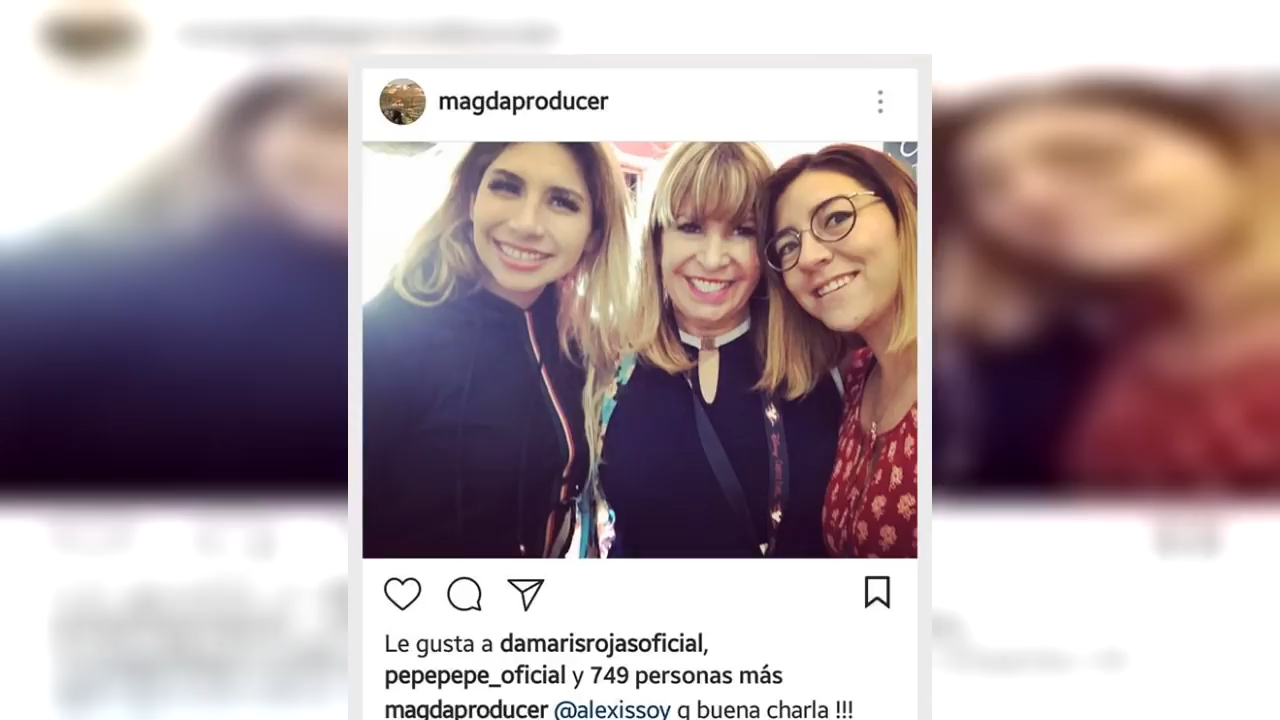 magdaproducer
Le gusta a damarisrojasoficial,
pepepepe_oficial y 749 personas más
magdaproducer @alexissoy q buena charla !!!